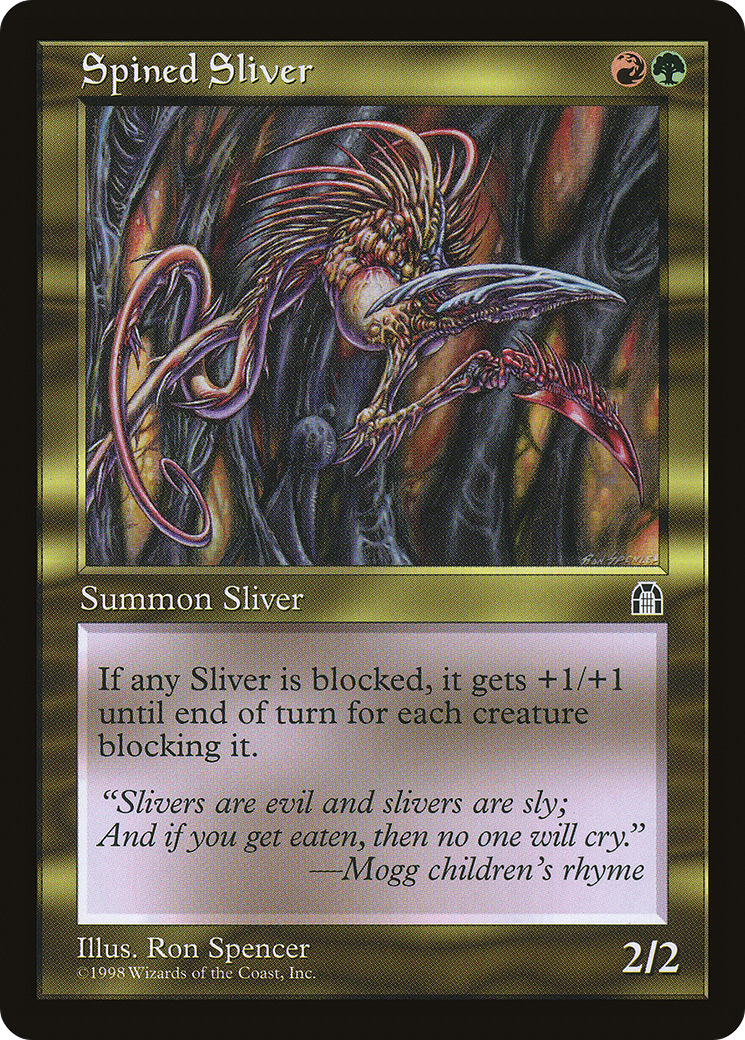 Spined Sliver
RON SPENCER
Summon Sliver
If any Sliver is blocked, it gets +1/+1
until end of turn for each creature
blocking it.
“Slivers are evil and slivers are sly;
And if you get eaten, then no one will cry.”
—Mogg children’s rhyme
Illus. Ron Spencer
2/2
©1998 Wizards of the Coast, Inc.